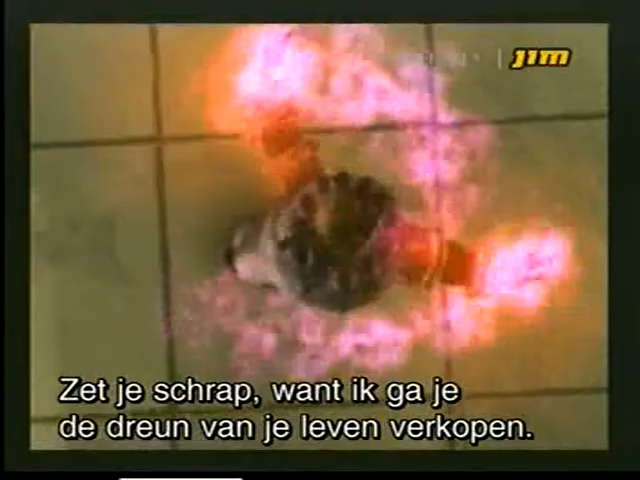 JIM
Zet je schrap, want ik ga je
de dreun van je leven verkopen.